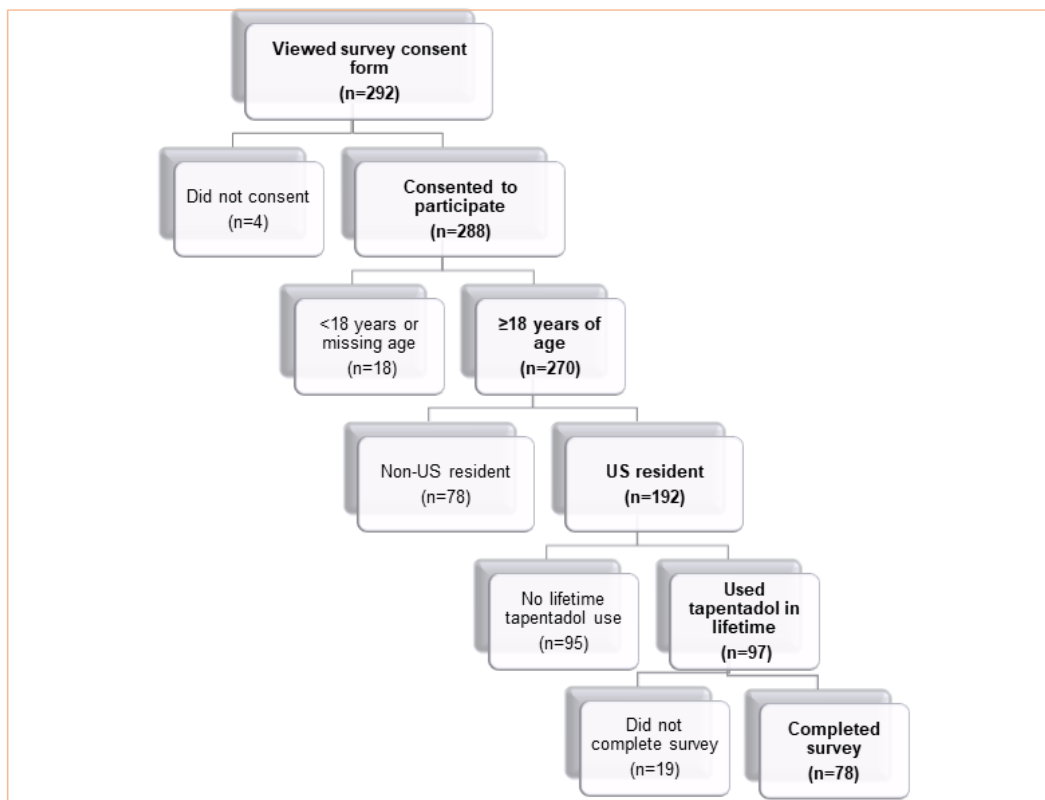 Viewed survey consent
form
(n=292)
Did not consent
(n=4)
Consented to
participate
(n=288)
<18 years or
missing age
(n=18)
≥18 years of
age
(n=270)
Non-US resident
(n=78)
US resident
(n=192)
No lifetime
tapentadol use
(n=95)
Used
tapentadol in
lifetime
(n=97)
Did not
complete survey
(n=19)
Completed
survey
(n=78)